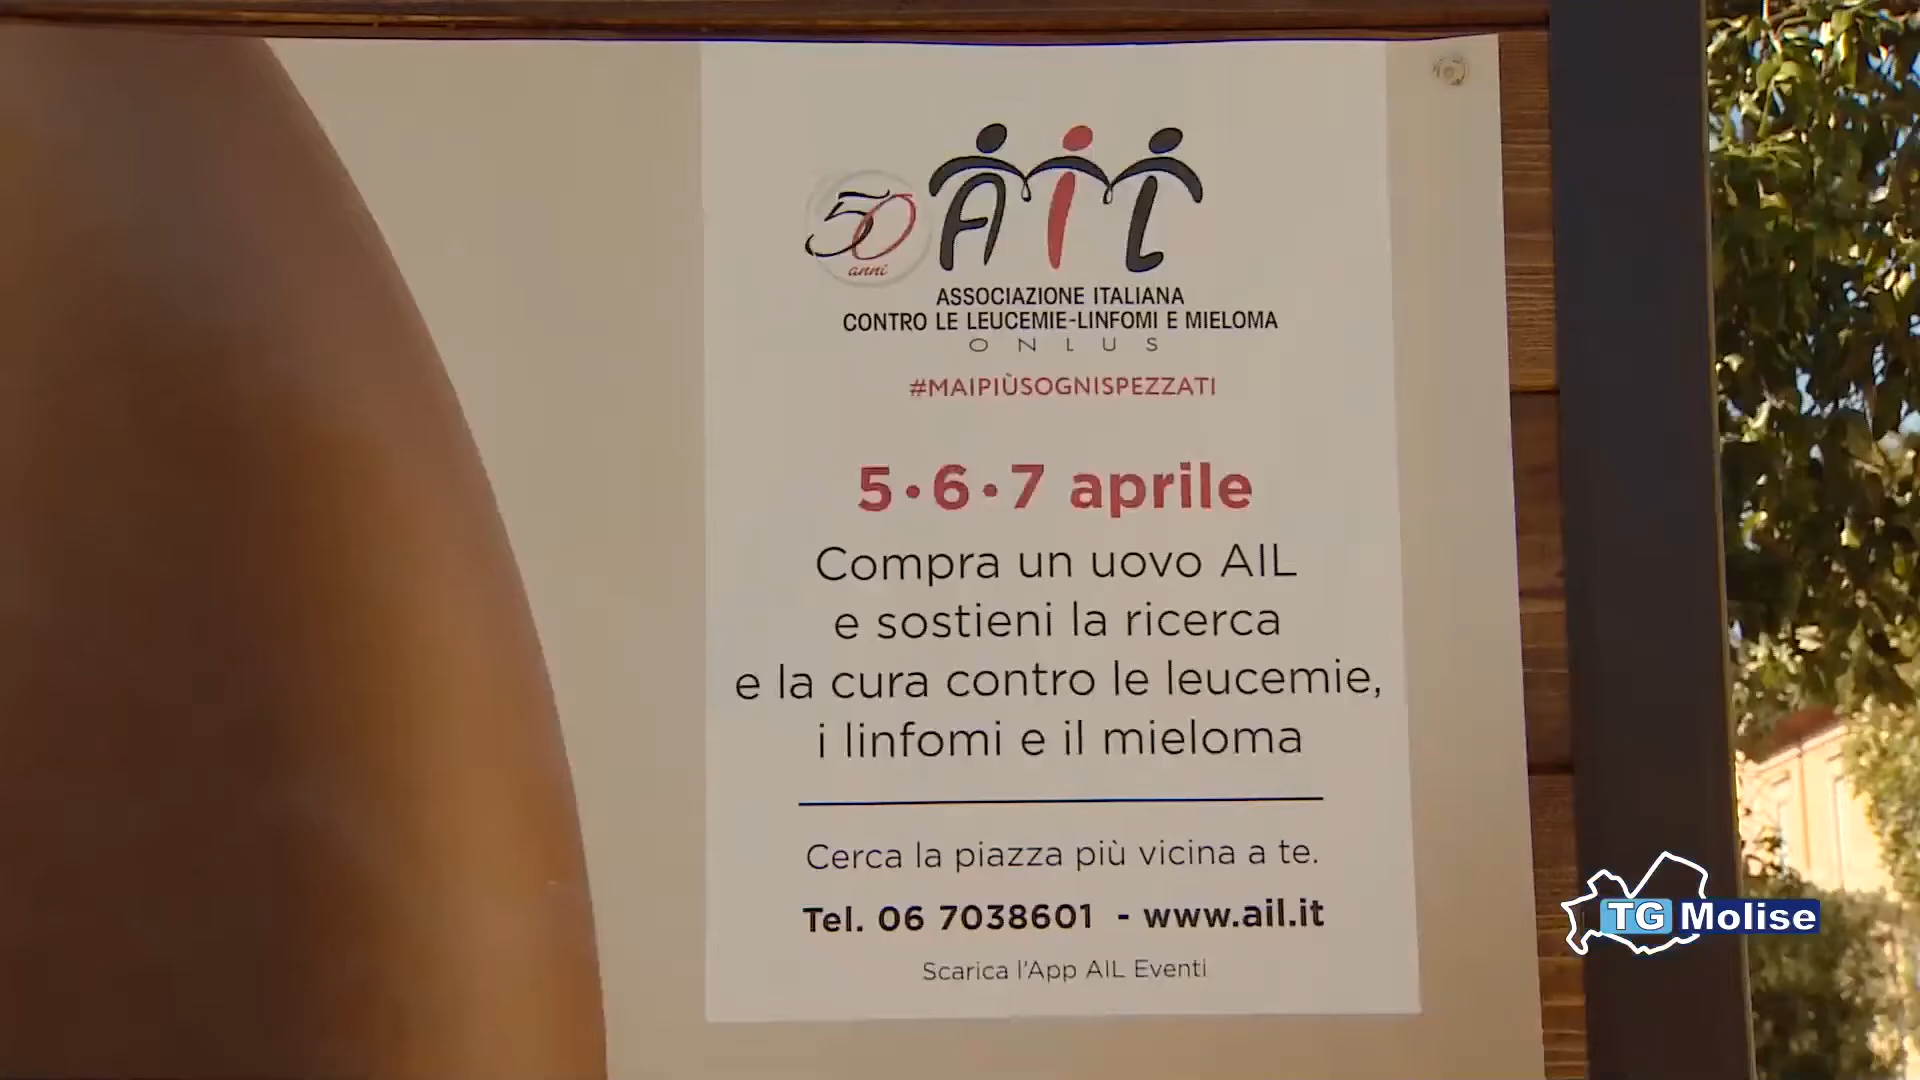 50
anni
AIL
ASSOCIAZIONE ITALIANA
CONTRO LE LEUCEMIE-LINFOMI E MIELOMA
ONLUS
#MAIPIÙSOGNISPEZZATI
5•6•7 aprile
Compra un uovo AIL
e sostieni la ricerca
e la cura contro le leucemie,
i linfomi e il mieloma
Cerca la piazza più vicina a te.
Tel. 06 7038601 - www.ail.it
Scarica l'App AIL Eventi
TG Molise